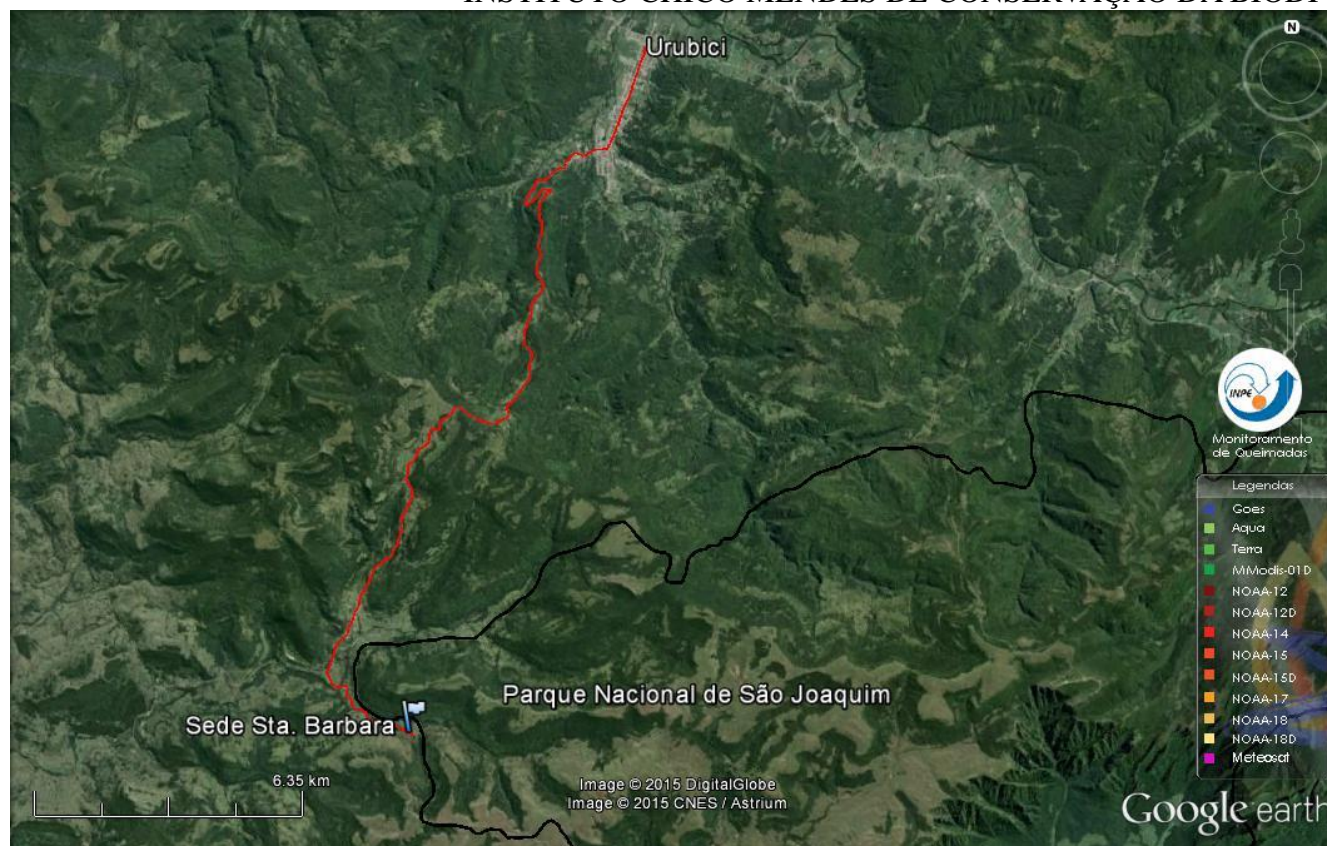 Urubici
N
INPE
Monitoramento
de Queimadas
Legendas
Goes
Aqua
Terra
MModis-01D
NOAA-12
NOAA-12D
NOAA-14
NOAA-15
NOAA-15D
NOAA-17
NOAA-18
NOAA-18D
Meteosat
Parque Nacional de São Joaquim
Sede Sta. Barbara
6.35 km
Image © 2015 DigitalGlobe
Image © 2015 CNES / Astrium
Google earth